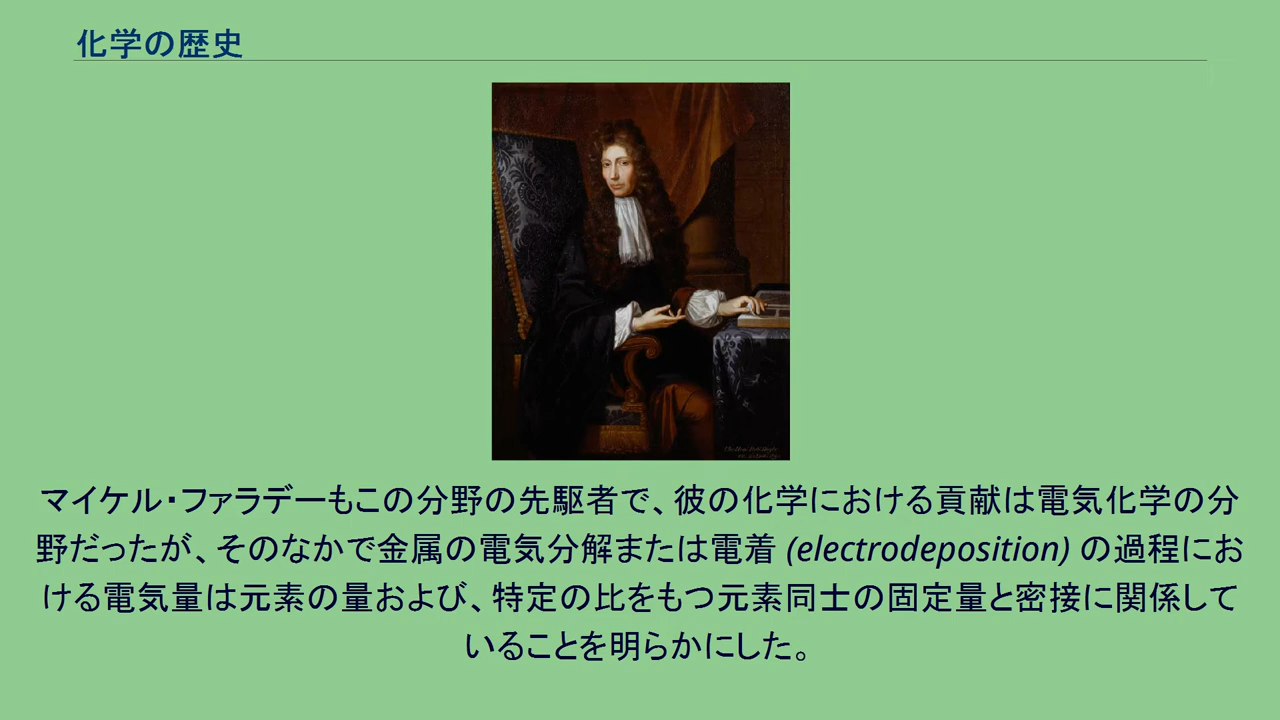 化学の歴史
マイケル・ファラデーもこの分野の先駆者で、彼の化学における貢献は電気化学の分
野だったが、そのなかで金属の電気分解または電着 (electrodeposition) の過程にお
ける電気量は元素の量および、特定の比をもつ元素同士の固定量と密接に関係して
いることを明らかにした。